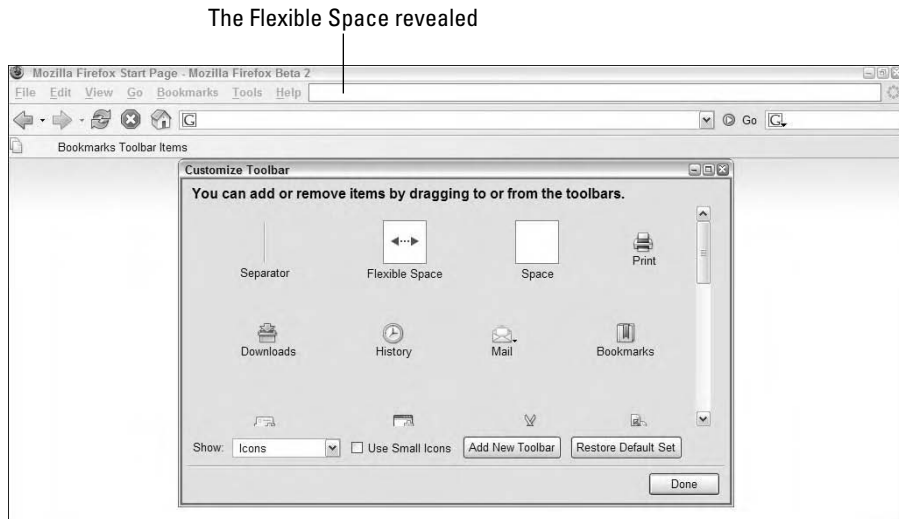 The Flexible Space revealed
Mozilla Firefox Start Page - Mozilla Firefox Beta 2
File Edit View Go Bookmarks Tools Help
G Go G
Bookmarks Toolbar Items
Customize Toolbar
You can add or remove items by dragging to or from the toolbars.
Separator Flexible Space Space Print
Downloads History Mail Bookmarks
Show: Icons Use Small Icons Add New Toolbar Restore Default Set
Done